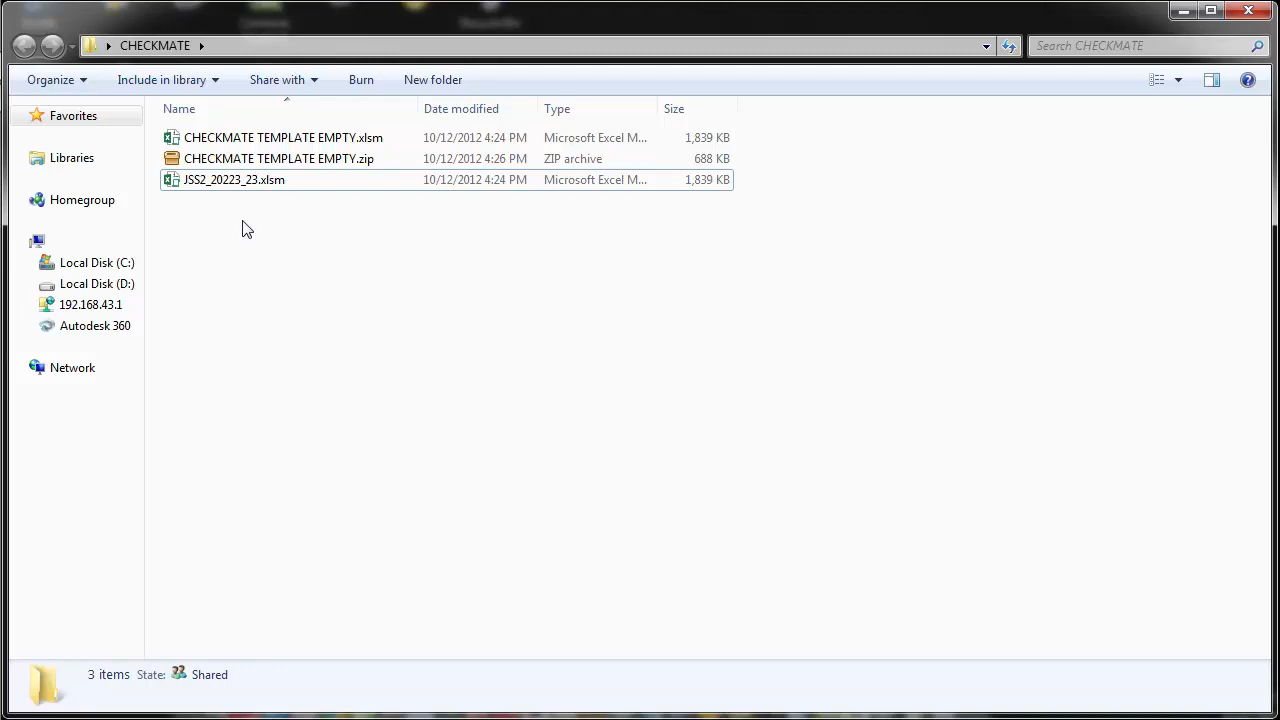 CHECKMATE
Search CHECKMATE
Organize Include in library Share with Burn New folder
Favorites
Libraries
Homegroup
Local Disk (C:)
Local Disk (D:)
192.168.43.1
Autodesk 360
Network
Name Date modified Type Size
CHECKMATE TEMPLATE EMPTY.xlsm 10/12/2012 4:24 PM Microsoft Excel M... 1,839 KB
CHECKMATE TEMPLATE EMPTY.zip 10/12/2012 4:26 PM ZIP archive 688 KB
JSS2_20223_23.xlsm 10/12/2012 4:24 PM Microsoft Excel M... 1,839 KB
3 items State: Shared